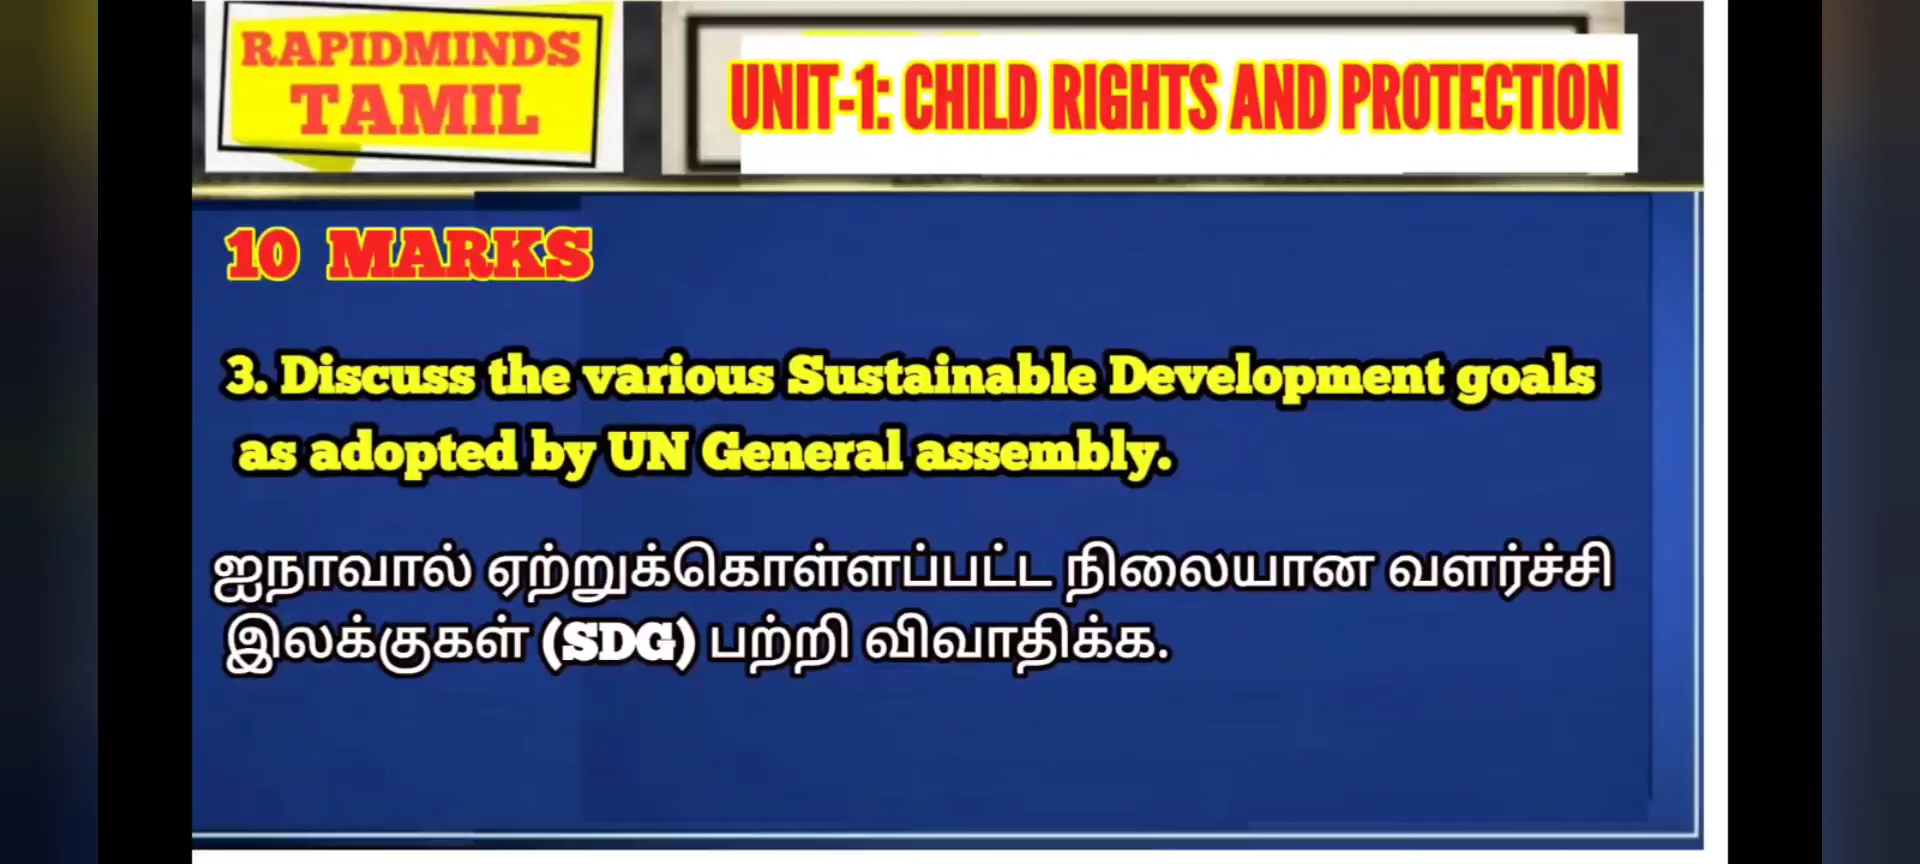 RAPIDMINDS
TAMIL
UNIT-1: CHILD RIGHTS AND PROTECTION
10 MARKS
3. Discuss the various Sustainable Development goals
as adopted by UN General assembly.
ஐநாவால் ஏற்றுக்கொள்ளப்பட்ட நிலையான வளர்ச்சி
இலக்குகள் (SDG) பற்றி விவாதிக்க.